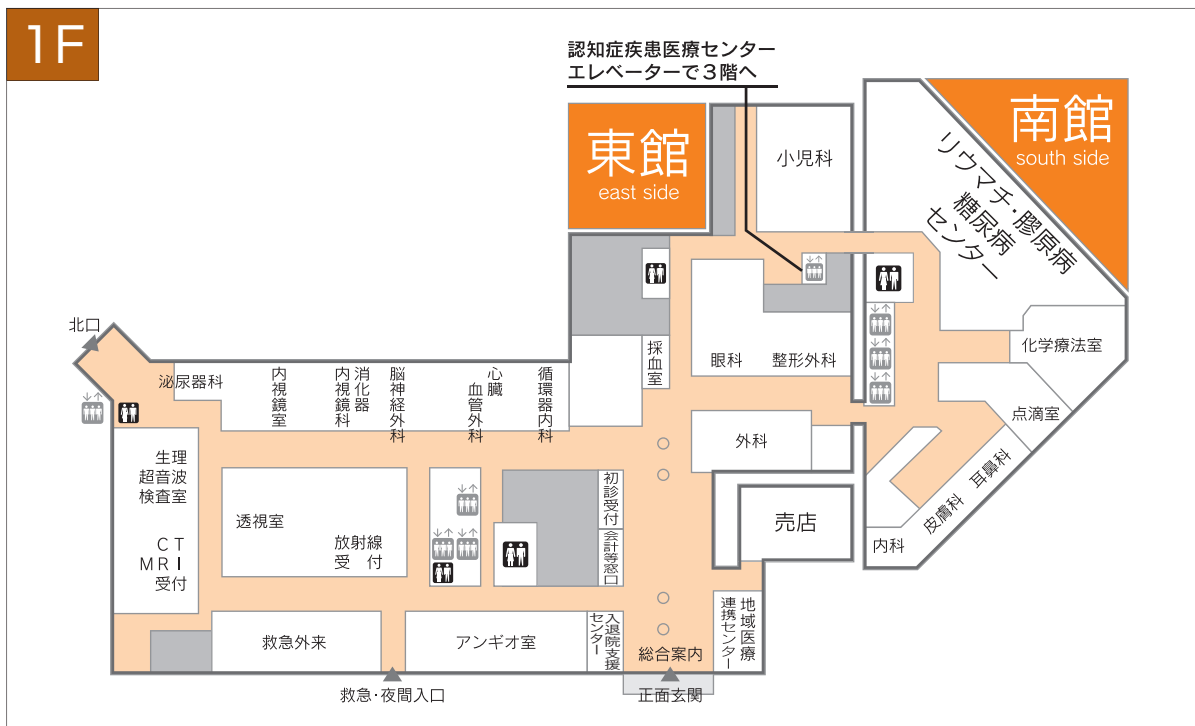 1F
認知症疾患医療センター
エレベーターで3階へ
東館
east side
南館
south side
小児科
リウマチ・膠原病
糖尿病
センター
北口
泌尿器科
内視鏡室
消化器
内視鏡科
脳神経外科
心臓
血管外科
循環器内科
採血室
眼科
整形外科
化学療法室
点滴室
耳鼻科
皮膚科
内科
外科
売店
生理
超音波
検査室
CT
MRI
受付
透視室
放射線
受付
初診受付
会計等窓口
救急外来
アンギオ室
入退院支援
センター
総合案内
地域医療
連携センター
救急・夜間入口
正面玄関